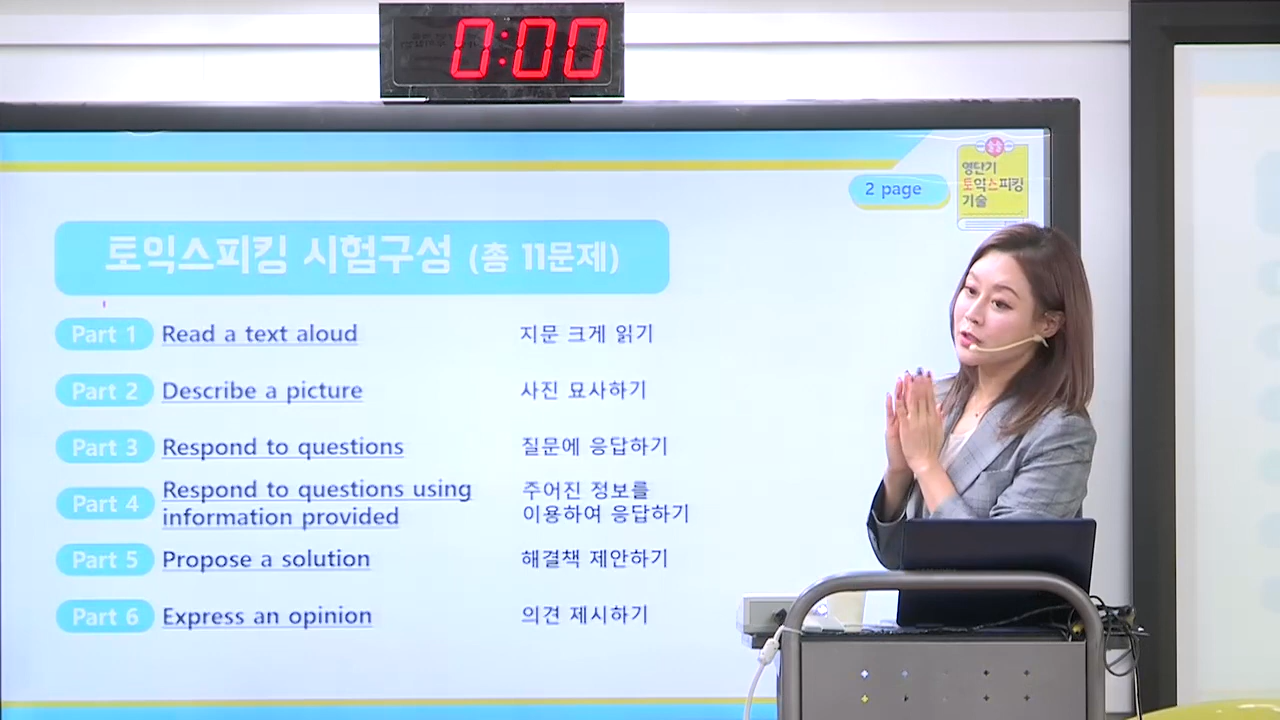 0:00
2 page
영단기
토익스피킹
기술
토익스피킹 시험구성 (총 11문제)
Part 1 Read a text aloud 지문 크게 읽기
Part 2 Describe a picture 사진 묘사하기
Part 3 Respond to questions 질문에 응답하기
Part 4 Respond to questions using 주어진 정보를
information provided 이용하여 응답하기
Part 5 Propose a solution 해결책 제안하기
Part 6 Express an opinion 의견 제시하기